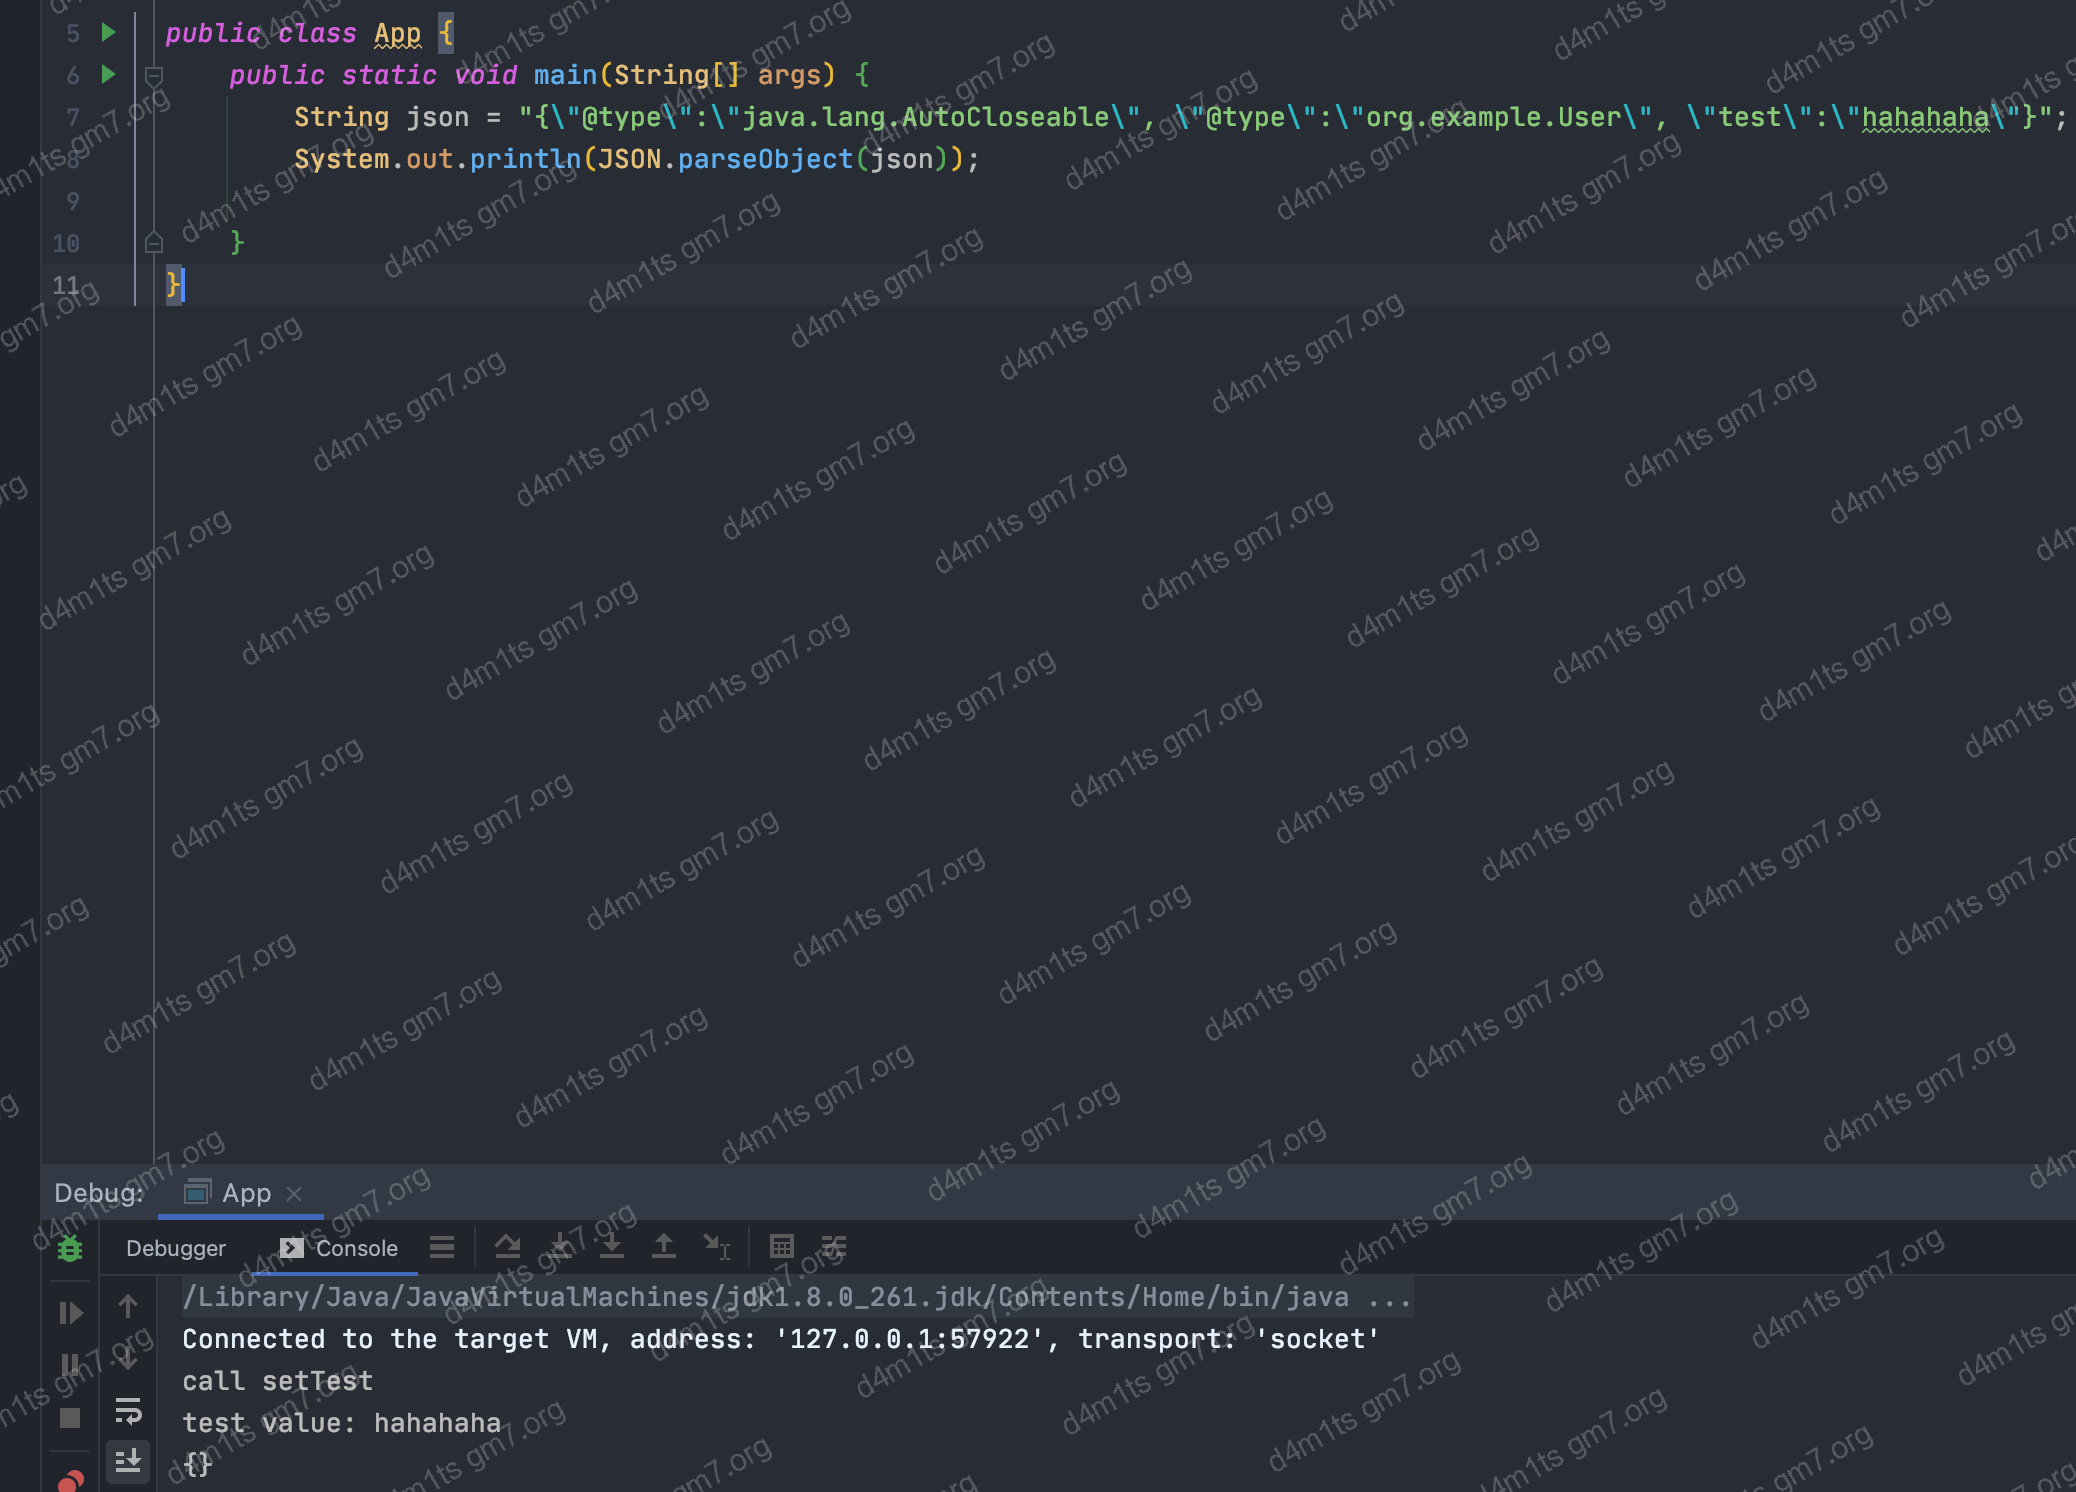 5 public class App {
6 public static void main(String[] args) {
7 String json = "{\"@type\":\"java.lang.AutoCloseable\", \"@type\":\"org.example.User\", \"test\":\"hahahaha\"}";
8 System.out.println(JSON.parseObject(json));
9
10 }
11 }
Debug: App
Debugger Console
/Library/Java/JavaVirtualMachines/jdk1.8.0_261.jdk/Contents/Home/bin/java ...
Connected to the target VM, address: '127.0.0.1:57922', transport: 'socket'
call setTest
test value: hahahaha
{}
d4m1ts gm7.org